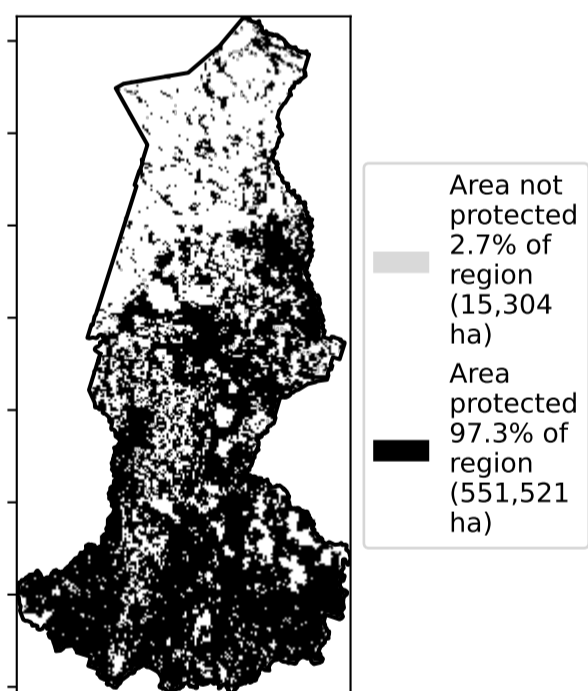 Area not
protected
2.7% of
region
(15,304
ha)
Area
protected
97.3% of
region
(551,521
ha)